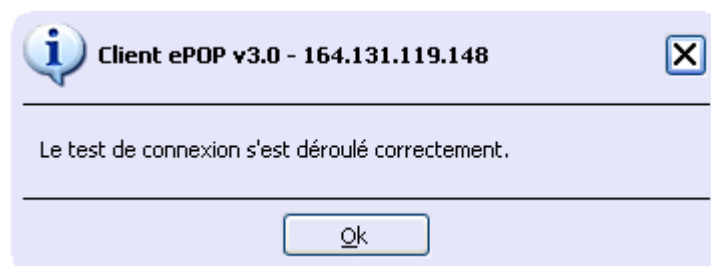 Client ePOP v3.0 - 164.131.119.148
Le test de connexion s'est déroulé correctement.
Ok